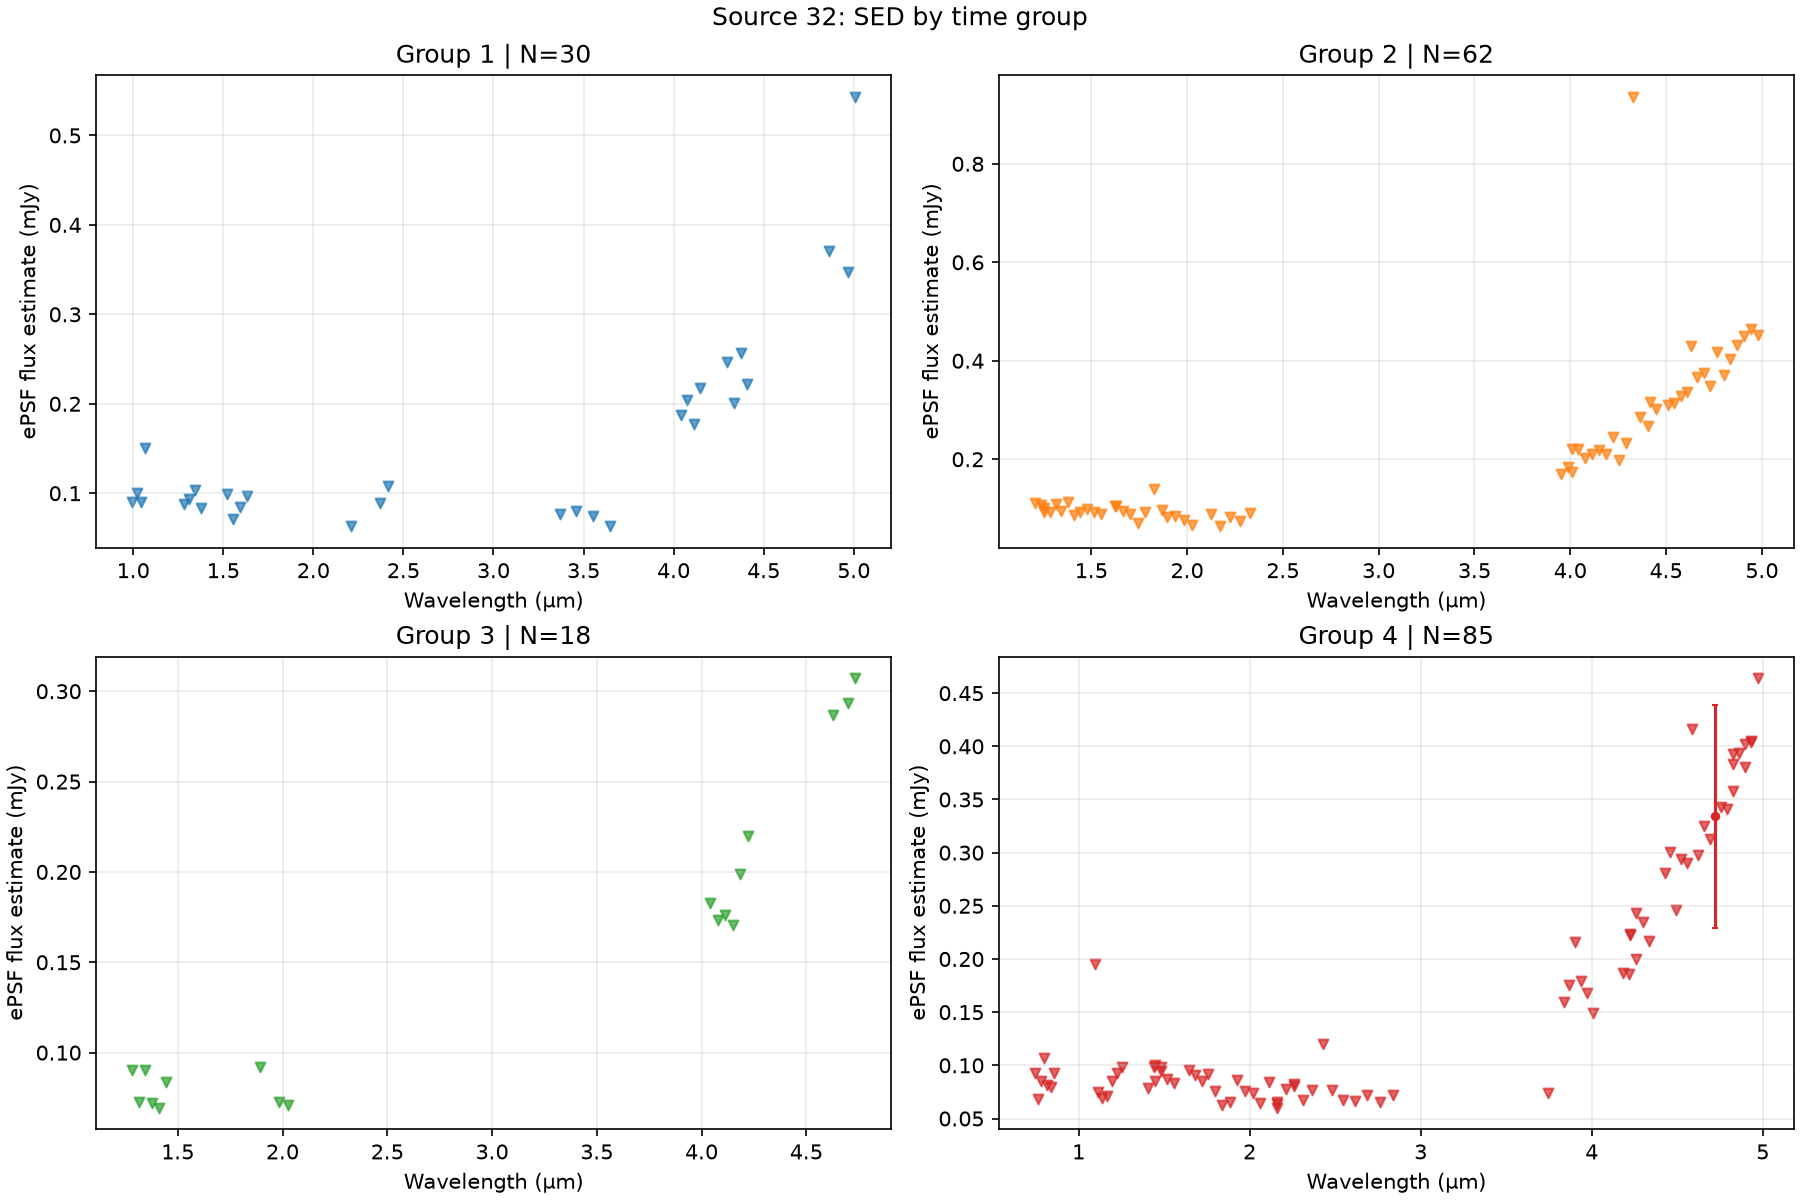 Source 32: SED by time group
Group 1 | N=30
ePSF flux estimate (mJy)
0.5
0.4
0.3
0.2
0.1
1.0 1.5 2.0 2.5 3.0 3.5 4.0 4.5 5.0
Wavelength (μm)
Group 2 | N=62
ePSF flux estimate (mJy)
0.8
0.6
0.4
0.2
1.5 2.0 2.5 3.0 3.5 4.0 4.5 5.0
Wavelength (μm)
Group 3 | N=18
ePSF flux estimate (mJy)
0.30
0.25
0.20
0.15
0.10
1.5 2.0 2.5 3.0 3.5 4.0 4.5
Wavelength (μm)
Group 4 | N=85
ePSF flux estimate (mJy)
0.45
0.40
0.35
0.30
0.25
0.20
0.15
0.10
0.05
1 2 3 4 5
Wavelength (μm)